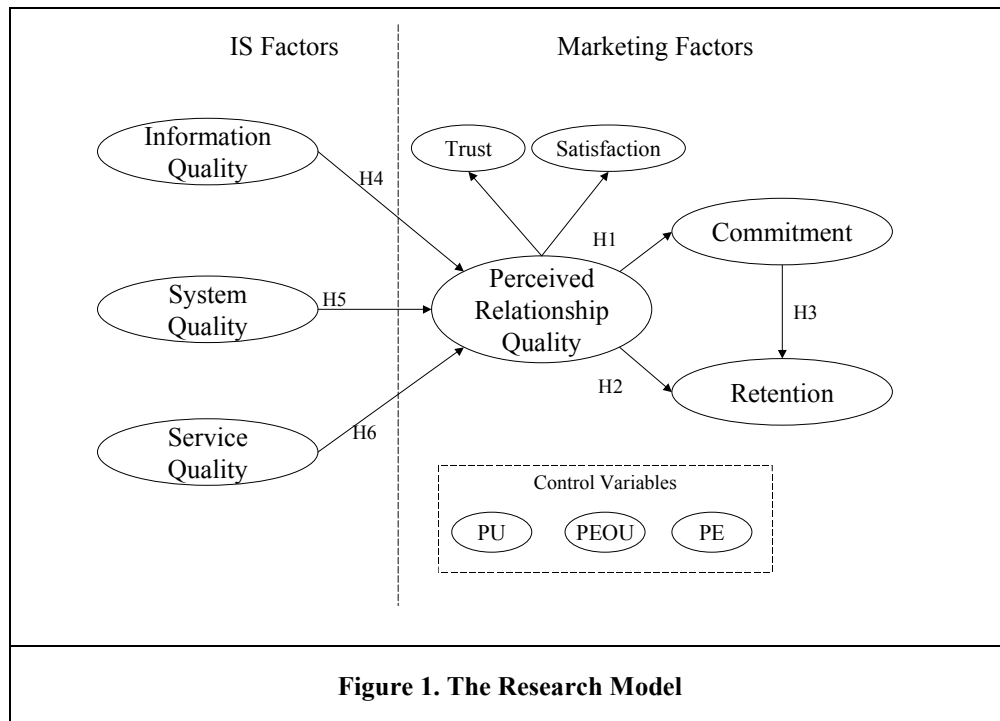 IS Factors
Marketing Factors
Information
Quality
System
Quality
Service
Quality
H4
H5
H6
Trust
Satisfaction
Perceived
Relationship
Quality
H1
H2
Commitment
H3
Retention
Control Variables
PU
PEOU
PE
Figure 1. The Research Model